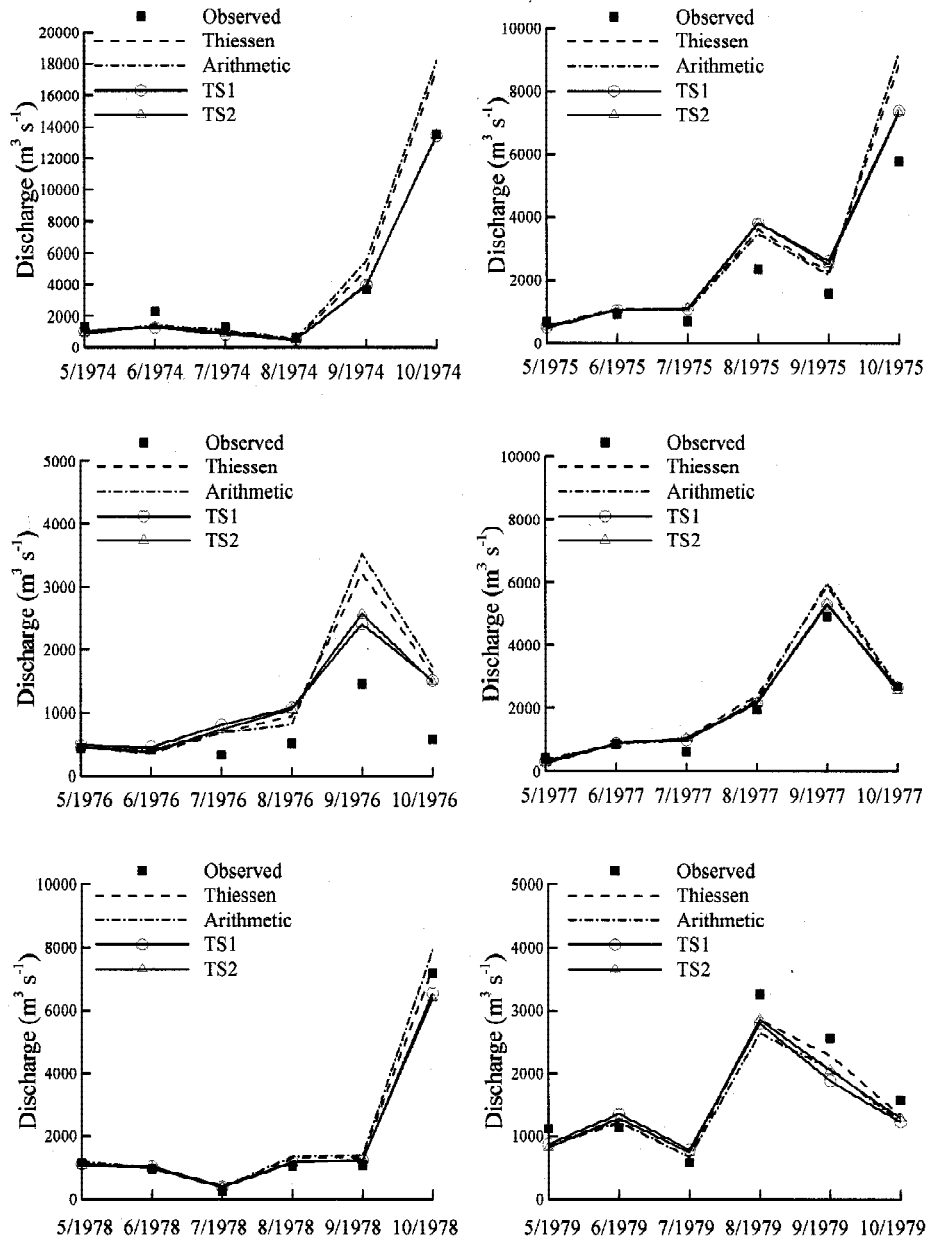 Observed
Thiessen
Arithmetic
TS1
TS2
Discharge (m³ s⁻¹)
20000
18000
16000
14000
12000
10000
8000
6000
4000
2000
0
5/1974 6/1974 7/1974 8/1974 9/1974 10/1974
Observed
Thiessen
Arithmetic
TS1
TS2
Discharge (m³ s⁻¹)
10000
8000
6000
4000
2000
0
5/1975 6/1975 7/1975 8/1975 9/1975 10/1975
Observed
Thiessen
Arithmetic
TS1
TS2
Discharge (m³ s⁻¹)
5000
4000
3000
2000
1000
0
5/1976 6/1976 7/1976 8/1976 9/1976 10/1976
Observed
Thiessen
Arithmetic
TS1
TS2
Discharge (m³ s⁻¹)
10000
8000
6000
4000
2000
0
5/1977 6/1977 7/1977 8/1977 9/1977 10/1977
Observed
Thiessen
Arithmetic
TS1
TS2
Discharge (m³ s⁻¹)
10000
8000
6000
4000
2000
0
5/1978 6/1978 7/1978 8/1978 9/1978 10/1978
Observed
Thiessen
Arithmetic
TS1
TS2
Discharge (m³ s⁻¹)
5000
4000
3000
2000
1000
0
5/1979 6/1979 7/1979 8/1979 9/1979 10/1979